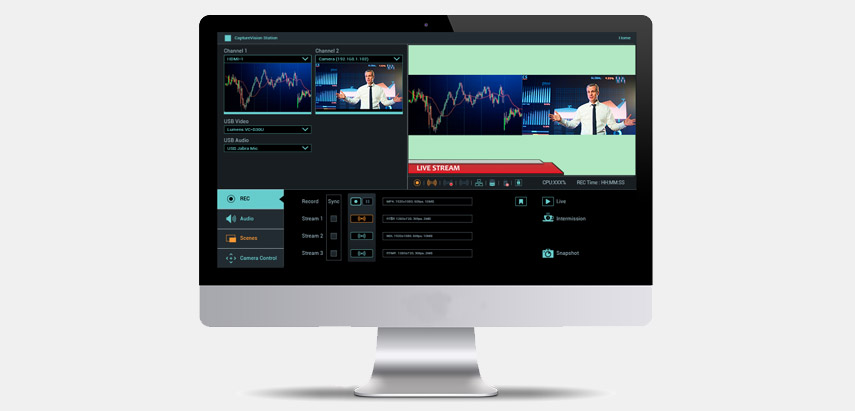 CaptureVision Station
Home
Channel 1
HDMI-1
Channel 2
Camera (192.168.1.102)
USB Video
Lumens VC-B30U
USB Audio
USB Jabra Mic
LIVE STREAM
CPU:XXX%
REC Time : HH:MM:SS
REC
Audio
Scenes
Camera Control
Record
Sync
Stream 1
Stream 2
Stream 3
Live
Intermission
Snapshot